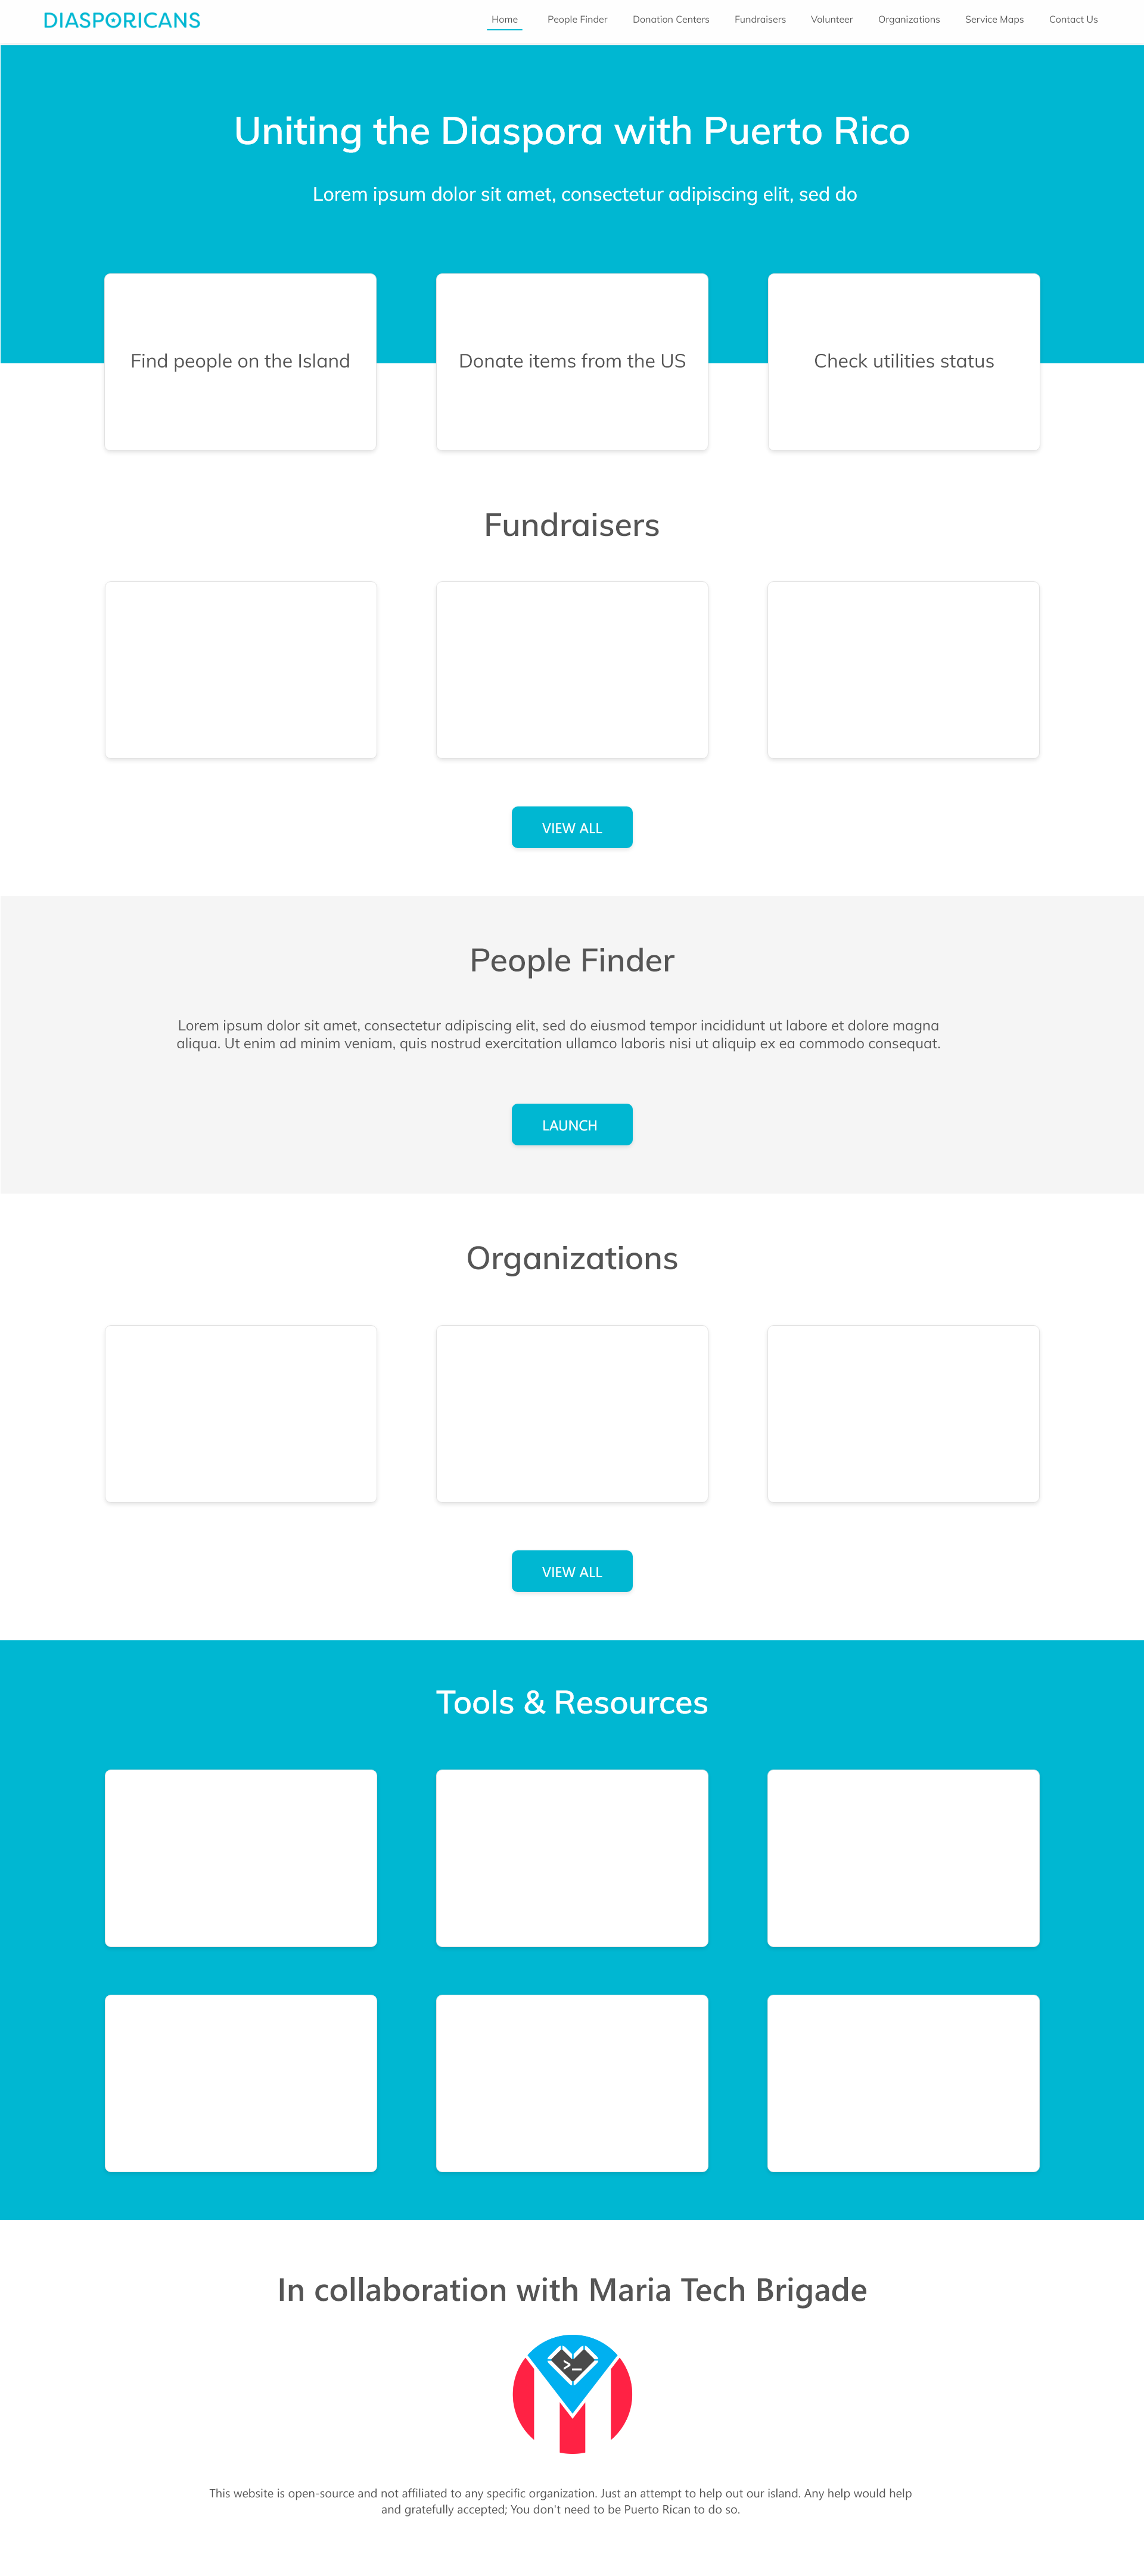 DIASPORICANS
Home People Finder Donation Centers Fundraisers Volunteer Organizations Service Maps Contact Us
Uniting the Diaspora with Puerto Rico
Lorem ipsum dolor sit amet, consectetur adipiscing elit, sed do
Find people on the Island
Donate items from the US
Check utilities status
Fundraisers
VIEW ALL
People Finder
Lorem ipsum dolor sit amet, consectetur adipiscing elit, sed do eiusmod tempor incididunt ut labore et dolore magna
aliqua. Ut enim ad minim veniam, quis nostrud exercitation ullamco laboris nisi ut aliquip ex ea commodo consequat.
LAUNCH
Organizations
VIEW ALL
Tools & Resources
In collaboration with Maria Tech Brigade
>_
This website is open-source and not affiliated to any specific organization. Just an attempt to help out our island. Any help would help
and gratefully accepted; You don't need to be Puerto Rican to do so.